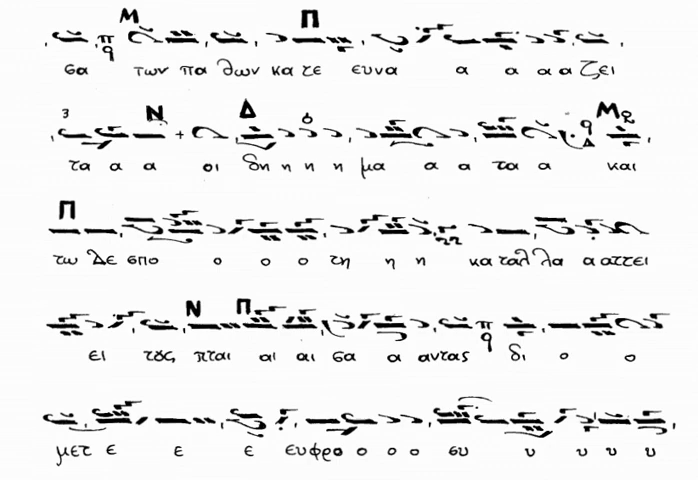 Μ Π
σα των πα θων κα τε ευνα α α α α ζει
Ν Δ Μ
τα α α οι δη η η η μα α α τα α και
Π
τω Δε σπο ο ο ο τη η η κα ταλ λα α αττει
Ν Π
ει τους πται αι αι σα α αντας δι ο ο
μετ ε ε ε ευφρο ο ο ο συ υ υ υ υ